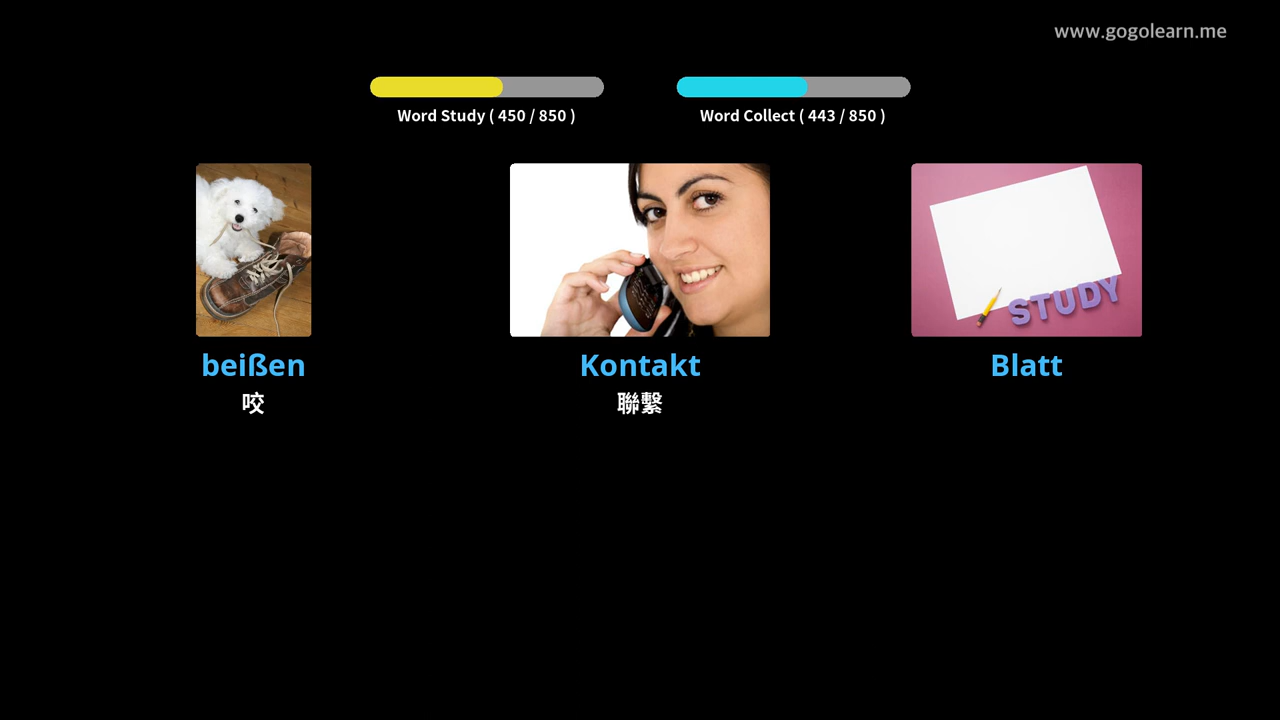 www.gogolearn.me
Word Study ( 450 / 850 )
Word Collect ( 443 / 850 )
STUDY
beißen
Kontakt
Blatt
咬
聯繫